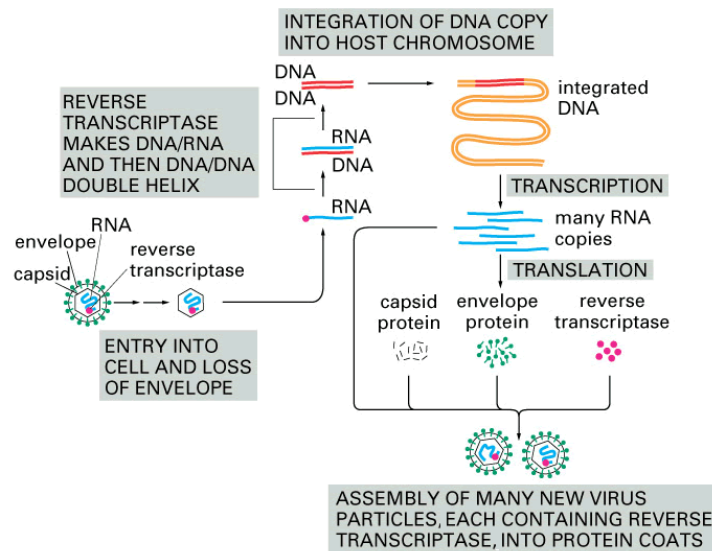 INTEGRATION OF DNA COPY
INTO HOST CHROMOSOME
DNA
DNA
integrated
DNA
REVERSE
TRANSCRIPTASE
MAKES DNA/RNA
AND THEN DNA/DNA
DOUBLE HELIX
RNA
DNA
RNA
TRANSCRIPTION
many RNA
copies
RNA
envelope
capsid
reverse
transcriptase
TRANSLATION
capsid
protein
envelope
protein
reverse
transcriptase
ENTRY INTO
CELL AND LOSS
OF ENVELOPE
ASSEMBLY OF MANY NEW VIRUS
PARTICLES, EACH CONTAINING REVERSE
TRANSCRIPTASE, INTO PROTEIN COATS